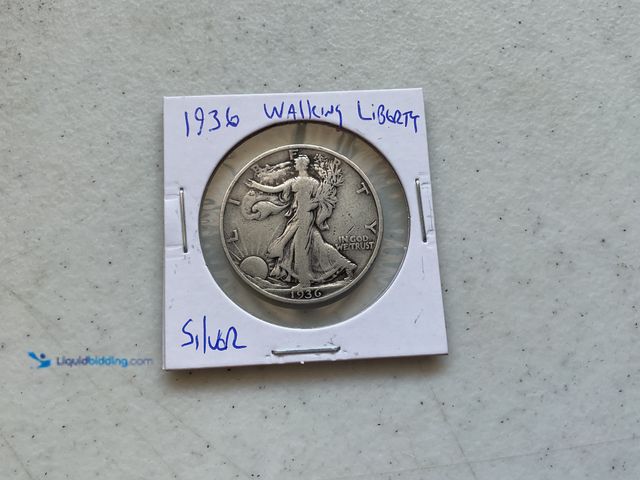 1936 WALKING LIBERTY
LIBERTY
IN GOD
WE TRUST
1936
Silver
Liquidbidding.com